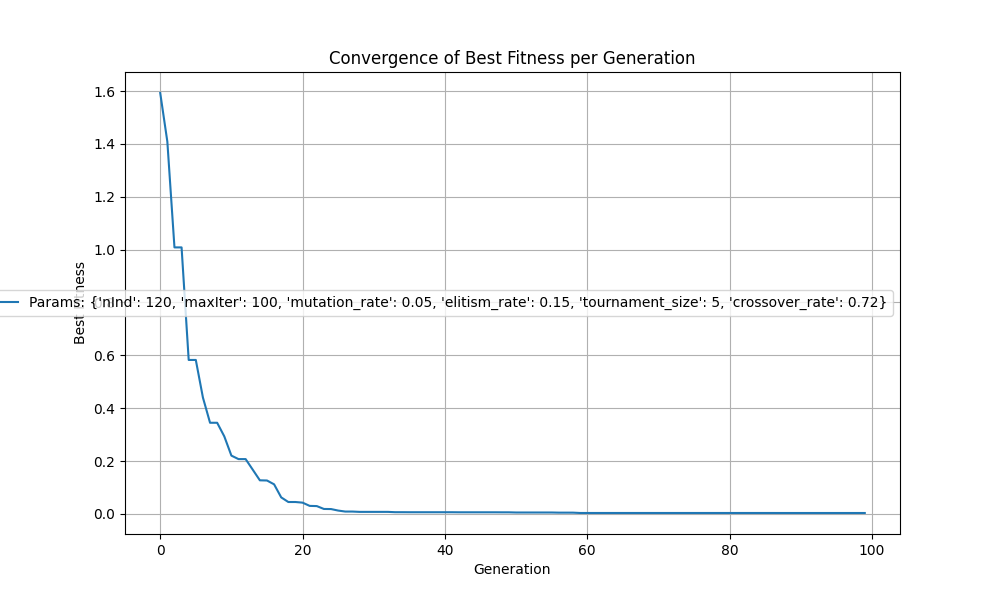 Convergence of Best Fitness per Generation
1.6
1.4
1.2
1.0
0.6
0.4
0.2
0.0
Best Fitness
Params: {'nInd': 120, 'maxIter': 100, 'mutation_rate': 0.05, 'elitism_rate': 0.15, 'tournament_size': 5, 'crossover_rate': 0.72}
0 20 40 60 80 100
Generation